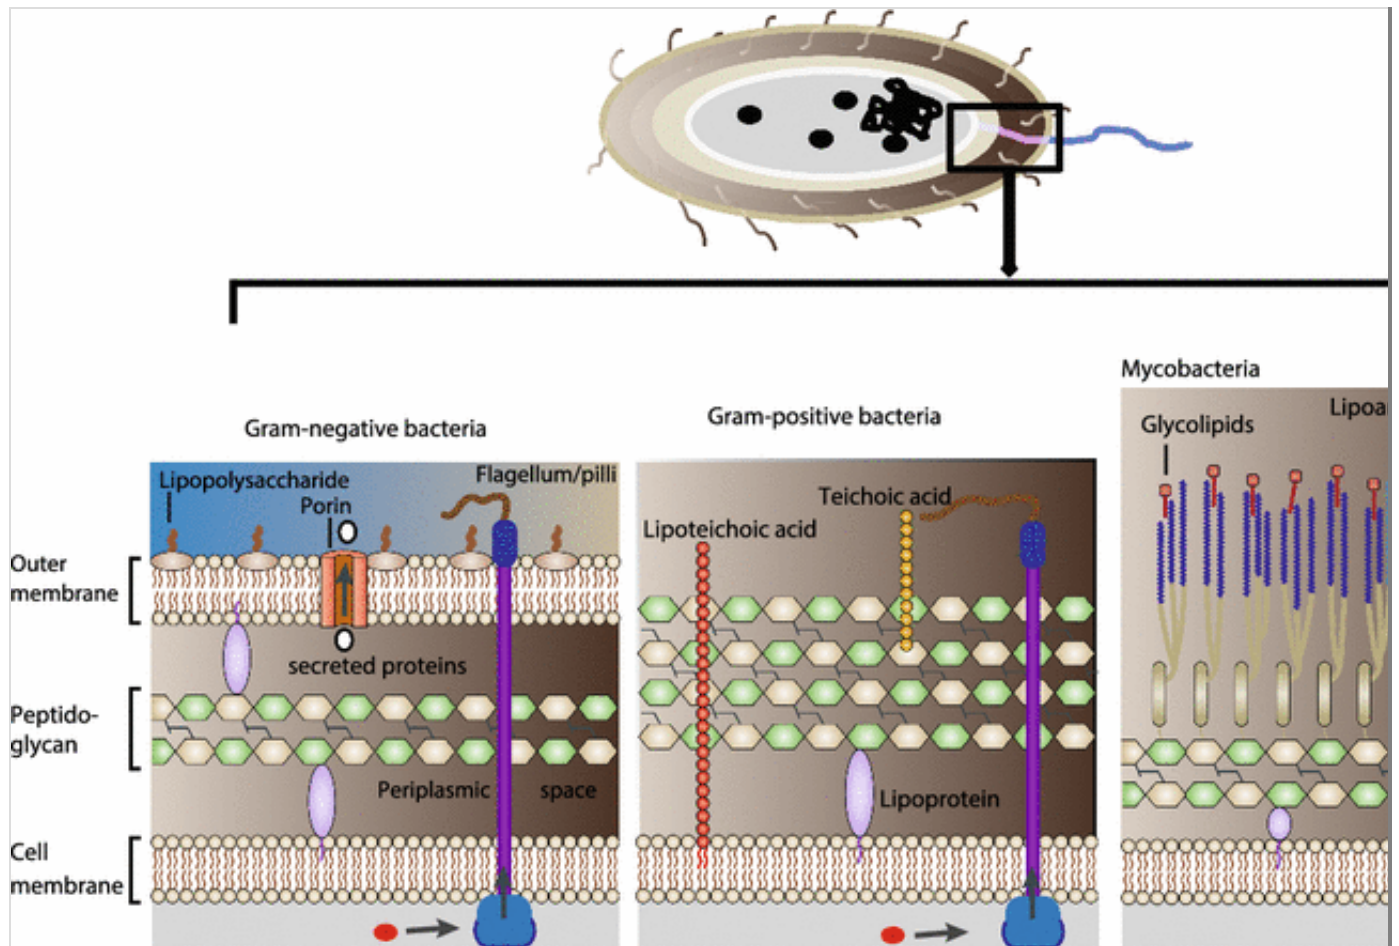 Mycobacteria
Gram-negative bacteria
Gram-positive bacteria
Lipopolysaccharide
Porin
Flagellum/pilli
Outer
membrane
secreted proteins
Peptido-
glycan
Periplasmic space
Cell
membrane
Lipoteichoic acid
Teichoic acid
Lipoprotein
Glycolipids